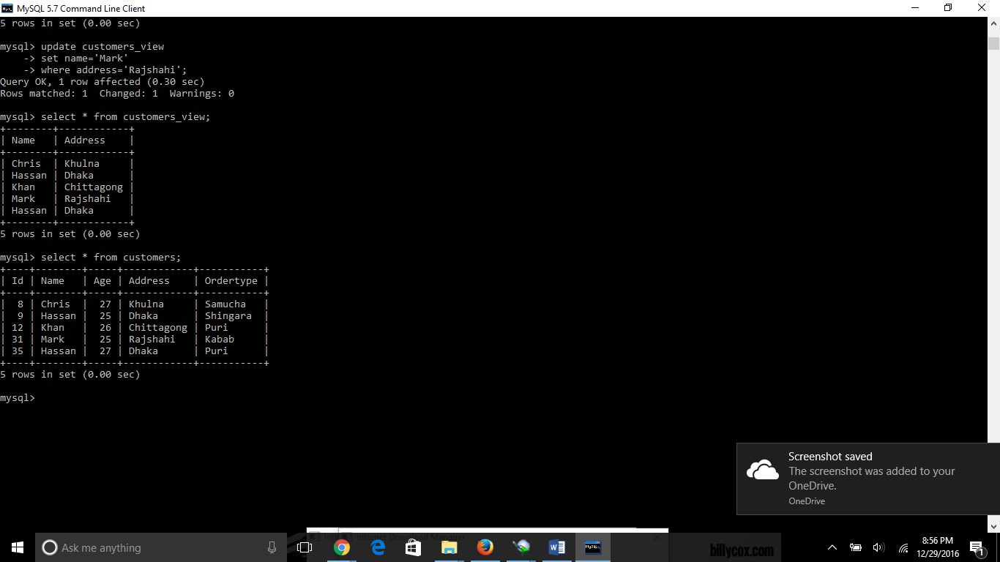 MySQL 5.7 Command Line Client
5 rows in set (0.00 sec)
mysql> update customers_view
    -> set name='Mark'
    -> where address='Rajshahi';
Query OK, 1 row affected (0.30 sec)
Rows matched: 1  Changed: 1  Warnings: 0
mysql> select * from customers_view;
+--------+------------+
| Name   | Address    |
+--------+------------+
| Chris  | Khulna     |
| Hassan | Dhaka      |
| Khan   | Chittagong |
| Mark   | Rajshahi   |
| Hassan | Dhaka      |
+--------+------------+
5 rows in set (0.00 sec)
mysql> select * from customers;
+----+--------+-----+------------+-----------+
| Id | Name   | Age | Address    | Ordertype |
+----+--------+-----+------------+-----------+
|  8 | Chris  |  27 | Khulna     | Samucha   |
|  9 | Hassan |  25 | Dhaka      | Shingara  |
| 12 | Khan   |  26 | Chittagong | Puri      |
| 31 | Mark   |  25 | Rajshahi   | Kabab     |
| 35 | Hassan |  27 | Dhaka      | Puri      |
+----+--------+-----+------------+-----------+
5 rows in set (0.00 sec)
mysql>
Screenshot saved
The screenshot was added to your
OneDrive.
OneDrive
Internet Download Manager
Ask me anything
billycox.com
8:56 PM
12/29/2016
1